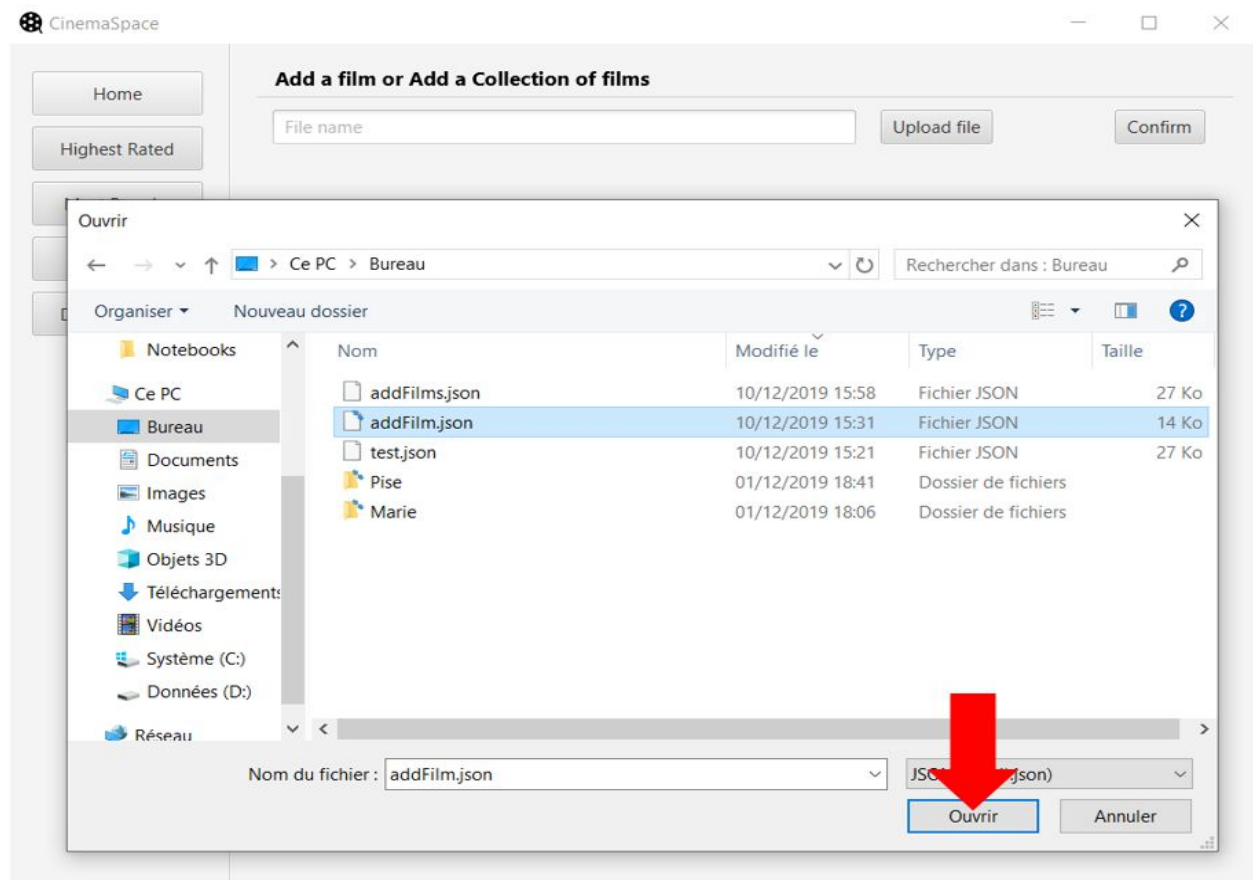 CinemaSpace
Home
Highest Rated
Add a film or Add a Collection of films
File name
Upload file
Confirm
Ouvrir
Ce PC > Bureau
Rechercher dans : Bureau
Organiser
Nouveau dossier
Nom Modifié le Type Taille
addFilms.json 10/12/2019 15:58 Fichier JSON 27 Ko
addFilm.json 10/12/2019 15:31 Fichier JSON 14 Ko
test.json 10/12/2019 15:21 Fichier JSON 27 Ko
Pise 01/12/2019 18:41 Dossier de fichiers
Marie 01/12/2019 18:06 Dossier de fichiers
Notebooks
Ce PC
Bureau
Documents
Images
Musique
Objets 3D
Téléchargements
Vidéos
Système (C:)
Données (D:)
Réseau
Nom du fichier : addFilm.json
Ouvrir
Annuler